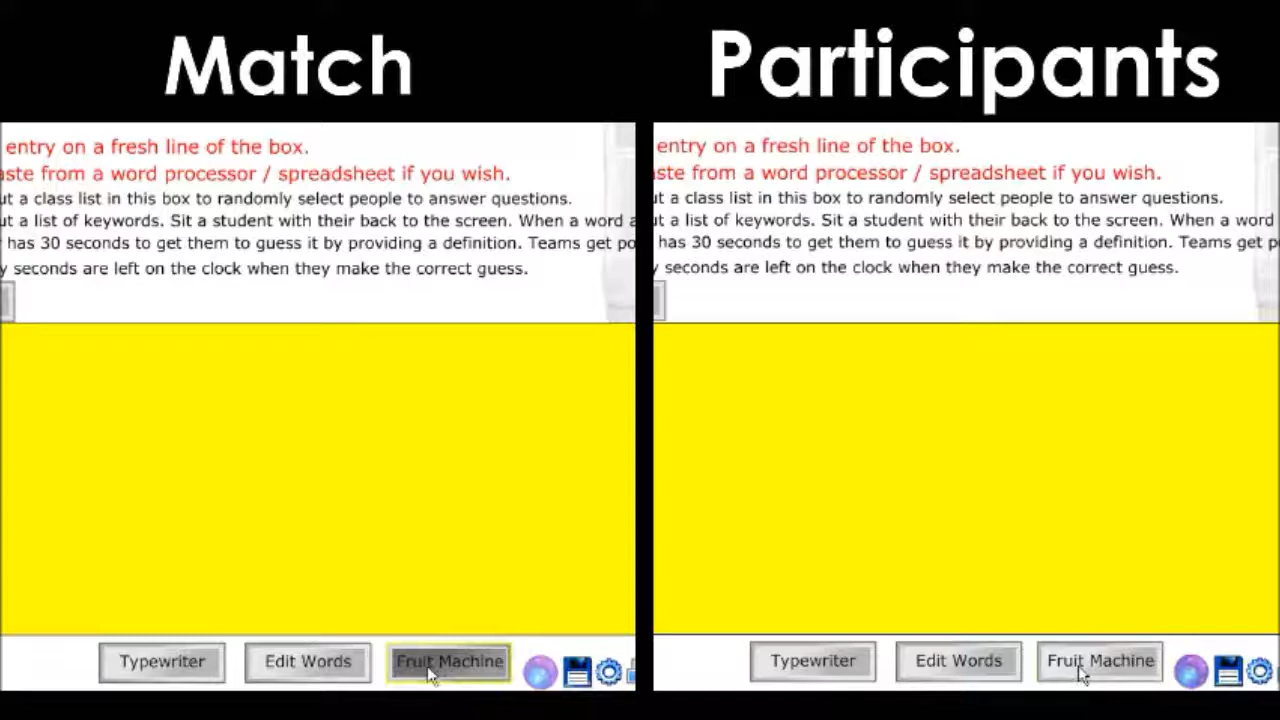 Match
entry on a fresh line of the box.
aste from a word processor / spreadsheet if you wish.
ut a class list in this box to randomly select people to answer questions.
ut a list of keywords. Sit a student with their back to the screen. When a word a
has 30 seconds to get them to guess it by providing a definition. Teams get po
y seconds are left on the clock when they make the correct guess.
Typewriter
Edit Words
Fruit Machine
Participants
entry on a fresh line of the box.
ste from a word processor / spreadsheet if you wish.
t a class list in this box to randomly select people to answer questions.
ut a list of keywords. Sit a student with their back to the screen. When a word
has 30 seconds to get them to guess it by providing a definition. Teams get p
seconds are left on the clock when they make the correct guess.
Typewriter
Edit Words
Fruit Machine